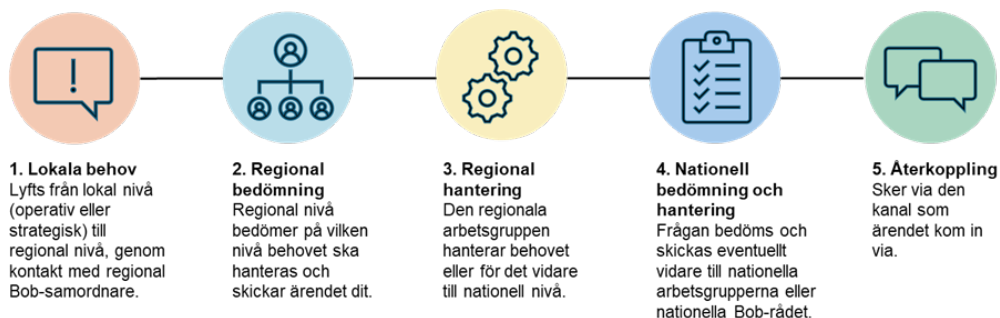 1. Lokala behov
Lyfts från lokal nivå
(operativ eller
strategisk) till
regional nivå, genom
kontakt med regional
Bob-samordnare.
2. Regional
bedömning
Regional nivå
bedömer på vilken
nivå behovet ska
hanteras och
skickar ärendet dit.
3. Regional
hantering
Den regionala
arbetsgruppen
hanterar behovet
eller för det vidare
till nationell nivå.
4. Nationell
bedömning och
hantering
Frågan bedöms och
skickas eventuellt
vidare till nationella
arbetsgrupperna eller
nationella Bob-rådet.
5. Återkoppling
Sker via den
kanal som
ärendet kom in
via.